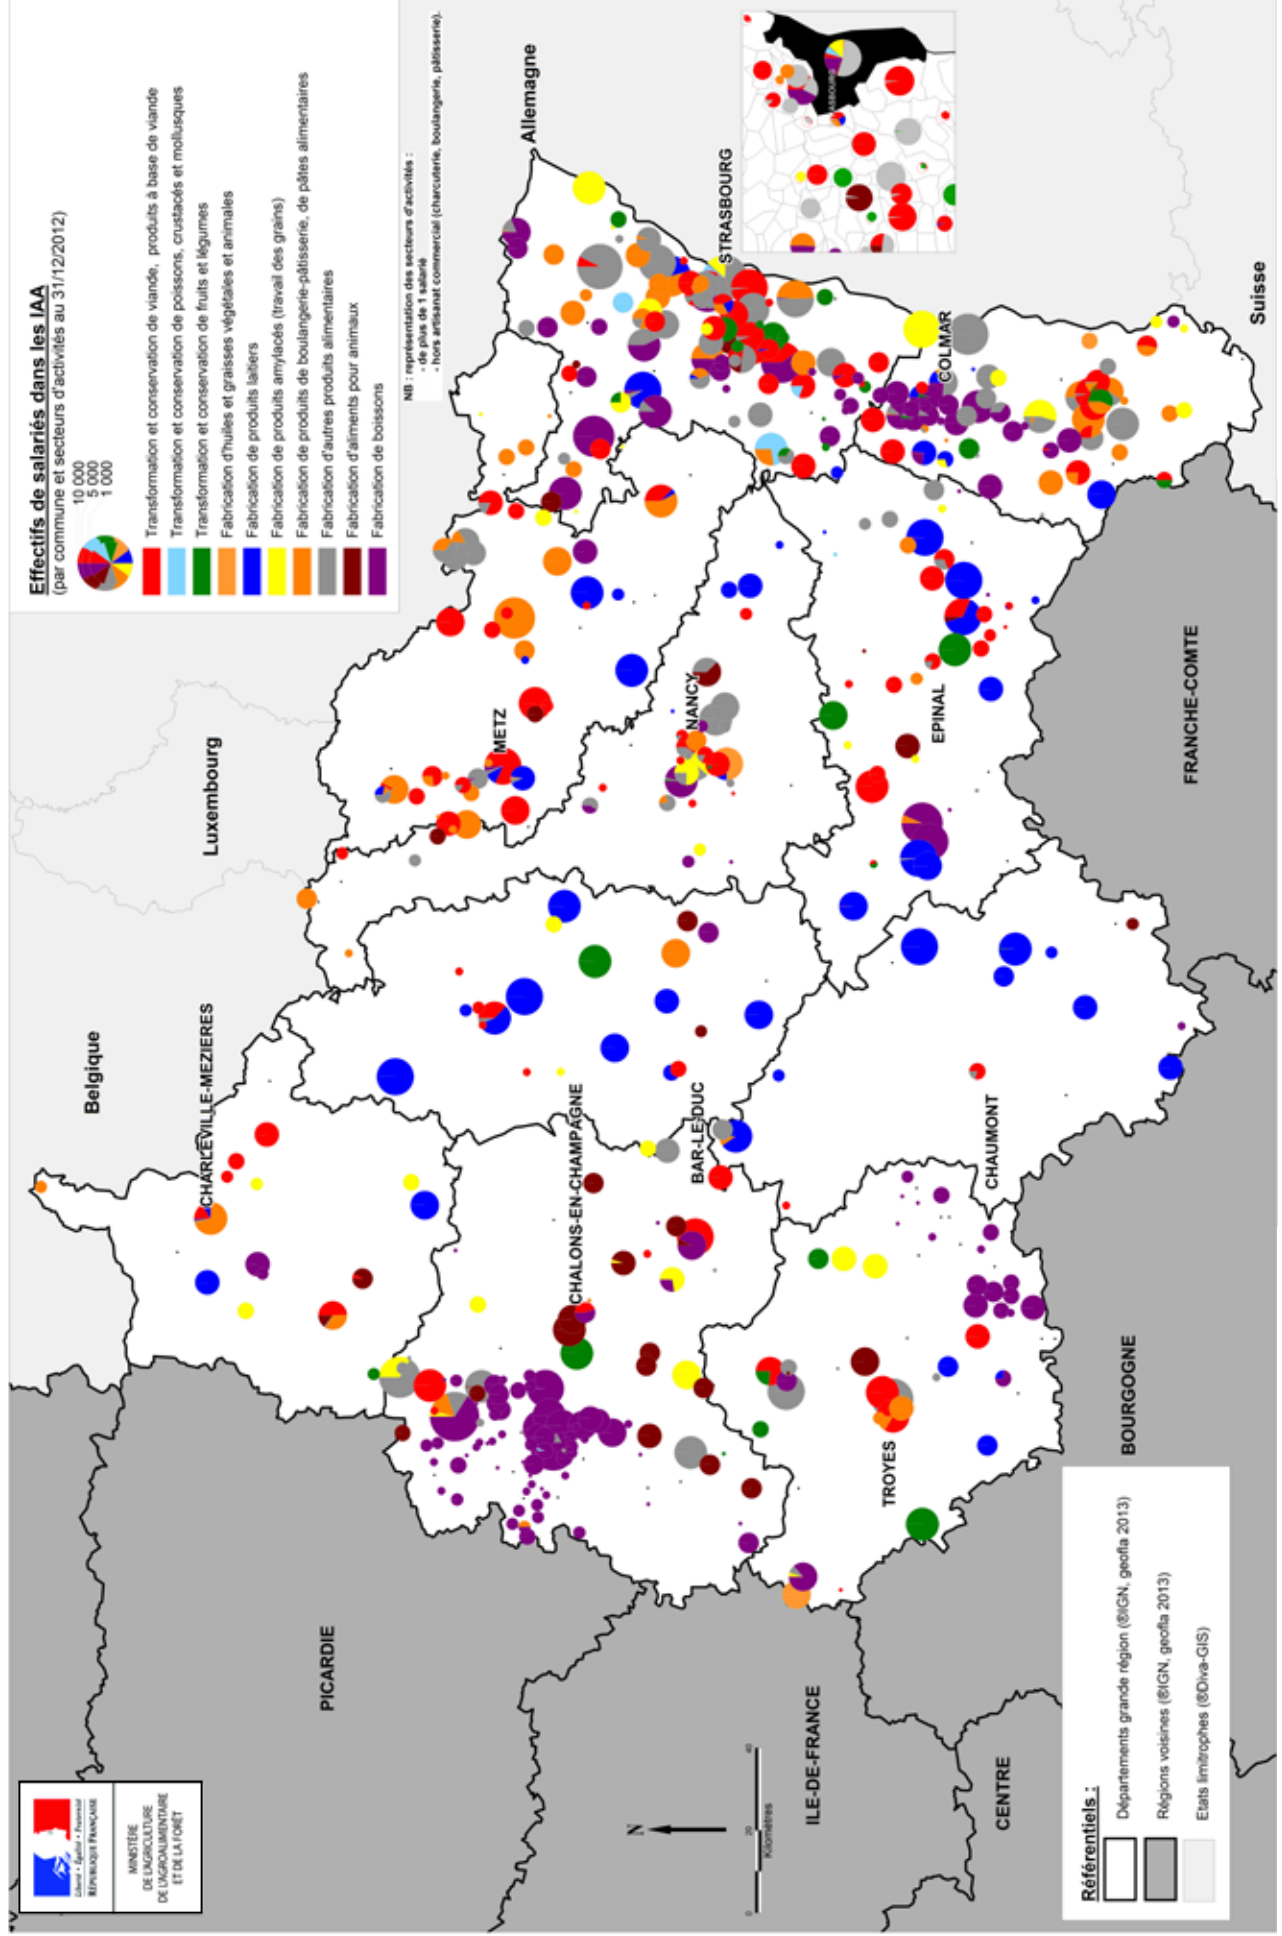 Effectifs de salariés dans les IAA
(par commune et secteurs d'activités au 31/12/2012)
10 000
5 000
1 000
Transformation et conservation de viande, produits à base de viande
Transformation et conservation de poissons, crustacés et mollusques
Transformation et conservation de fruits et légumes
Fabrication d'huiles et graisses végétales et animales
Fabrication de produits laitiers
Fabrication de produits amylacés (travail des grains)
Fabrication de produits de boulangerie-pâtisserie, de pâtes alimentaires
Fabrication d'autres produits alimentaires
Fabrication d'aliments pour animaux
Fabrication de boissons
NB : représentation des secteurs d'activités :
- de plus de 1 salarié
- hors artisanat commercial (charcuterie, boulangerie, pâtisserie).
Liberté • Égalité • Fraternité
RÉPUBLIQUE FRANÇAISE
MINISTÈRE
DE L'AGRICULTURE
DE L'AGROALIMENTAIRE
ET DE LA FORÊT
Belgique
Luxembourg
Allemagne
Suisse
CHARLEVILLE-MEZIERES
METZ
STRASBOURG
CHALONS-EN-CHAMPAGNE
BAR-LE-DUC
NANCY
COLMAR
EPINAL
CHAUMONT
TROYES
PICARDIE
ILE-DE-FRANCE
CENTRE
BOURGOGNE
FRANCHE-COMTE
N
0 20 40
Kilomètres
Référentiels :
Départements grande région (®IGN, geofla 2013)
Régions voisines (®IGN, geofla 2013)
Etats limitrophes (®Diva-GIS)